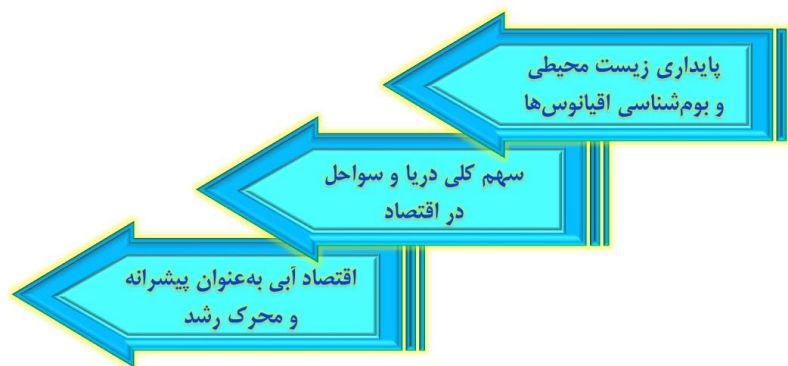 پایداری زیست محیطی
و بوم‌شناسی اقیانوس‌ها
سهم کلی دریا و سواحل
در اقتصاد
اقتصاد آبی به‌عنوان پیشرانه
و محرک رشد